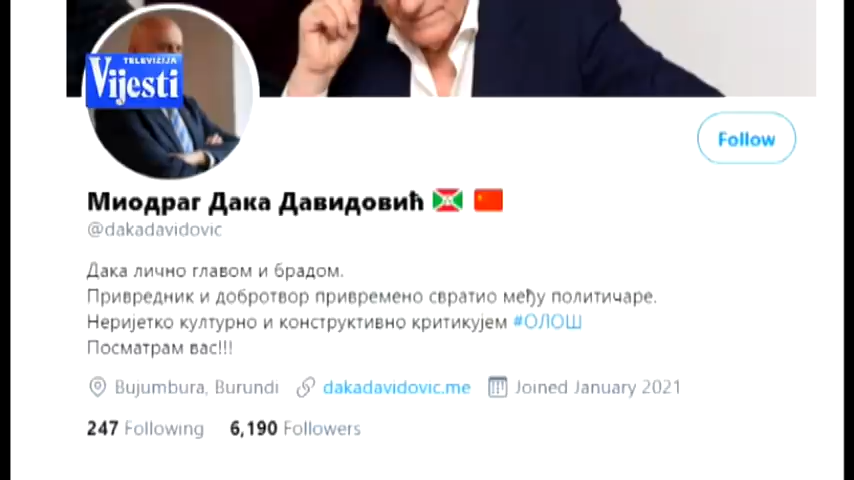 TELEVIZIJA
Vijesti
Follow
Миодраг Дака Давидовић
@dakadavidovic
Дака лично главом и брадом.
Привредник и добротвор привремено свратио међу политичаре.
Неријетко културно и конструктивно критикујем #ОЛОШ
Посматрам вас!!!
Bujumbura, Burundi dakadavidovic.me Joined January 2021
247 Following 6,190 Followers